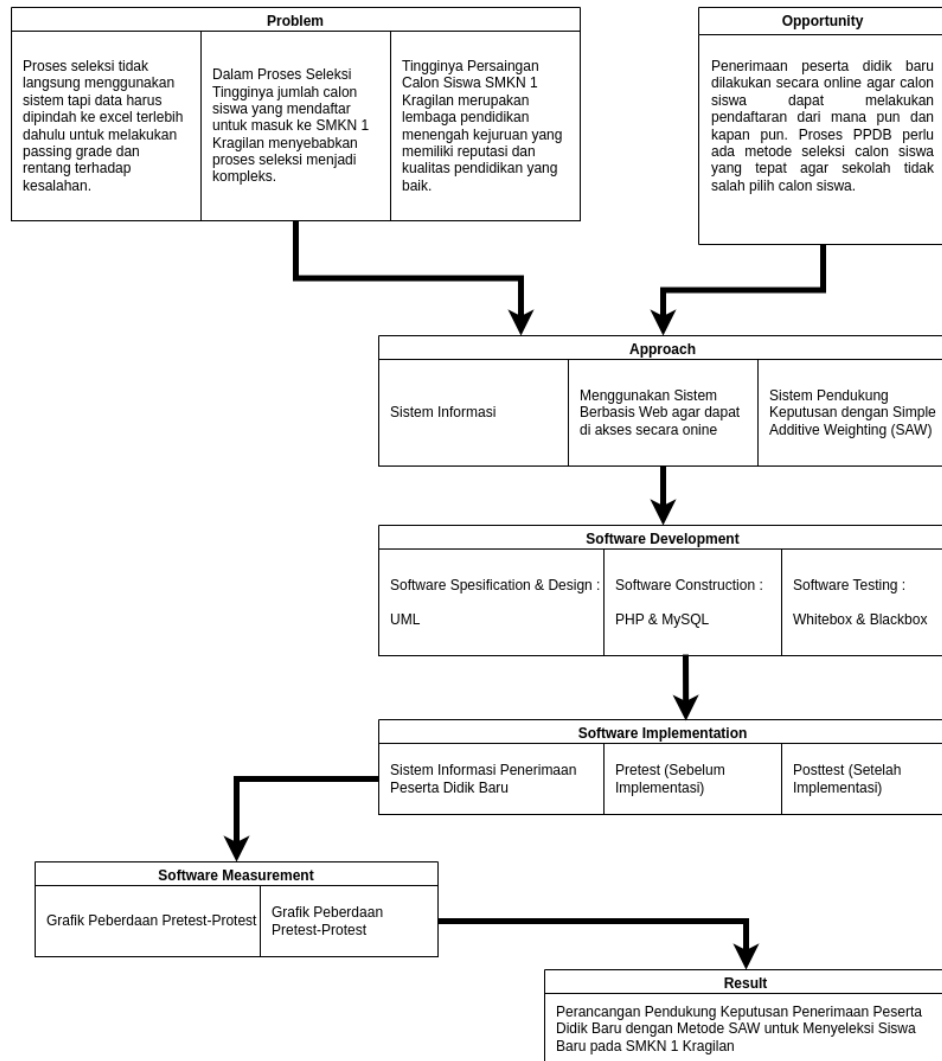 Problem
Proses seleksi tidak
langsung menggunakan
sistem tapi data harus
dipindah ke excel terlebih
dahulu untuk melakukan
passing grade dan
rentang terhadap
kesalahan.
Dalam Proses Seleksi
Tingginya jumlah calon
siswa yang mendaftar
untuk masuk ke SMKN 1
Kragilan menyebabkan
proses seleksi menjadi
kompleks.
Tingginya Persaingan
Calon Siswa SMKN 1
Kragilan merupakan
lembaga pendidikan
menengah kejuruan yang
memiliki reputasi dan
kualitas pendidikan yang
baik.
Opportunity
Penerimaan peserta didik baru
dilakukan secara online agar calon
siswa dapat melakukan
pendaftaran dari mana pun dan
kapan pun. Proses PPDB perlu
ada metode seleksi calon siswa
yang tepat agar sekolah tidak
salah pilih calon siswa.
Approach
Sistem Informasi
Menggunakan Sistem
Berbasis Web agar dapat
di akses secara onine
Sistem Pendukung
Keputusan dengan Simple
Additive Weighting (SAW)
Software Development
Software Spesification & Design :
UML
Software Construction :
PHP & MySQL
Software Testing :
Whitebox & Blackbox
Software Implementation
Sistem Informasi Penerimaan
Peserta Didik Baru
Pretest (Sebelum
Implementasi)
Posttest (Setelah
Implementasi)
Software Measurement
Grafik Peberdaan Pretest-Protest
Grafik Peberdaan
Pretest-Protest
Result
Perancangan Pendukung Keputusan Penerimaan Peserta
Didik Baru dengan Metode SAW untuk Menyeleksi Siswa
Baru pada SMKN 1 Kragilan